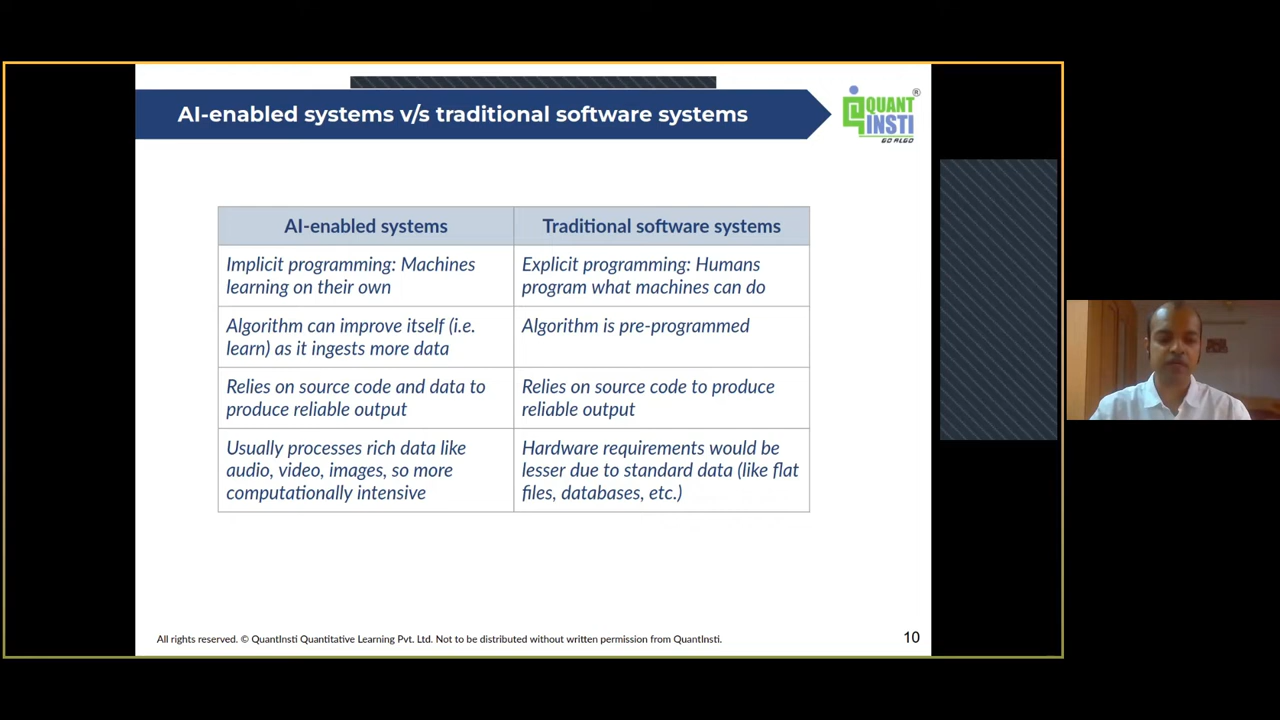 AI-enabled systems v/s traditional software systems
QUANT
INSTI
GO ALGO
®
AI-enabled systems
Traditional software systems
Implicit programming: Machines
learning on their own
Explicit programming: Humans
program what machines can do
Algorithm can improve itself (i.e.
learn) as it ingests more data
Algorithm is pre-programmed
Relies on source code and data to
produce reliable output
Relies on source code to produce
reliable output
Usually processes rich data like
audio, video, images, so more
computationally intensive
Hardware requirements would be
lesser due to standard data (like flat
files, databases, etc.)
All rights reserved. © QuantInsti Quantitative Learning Pvt. Ltd. Not to be distributed without written permission from QuantInsti.
10